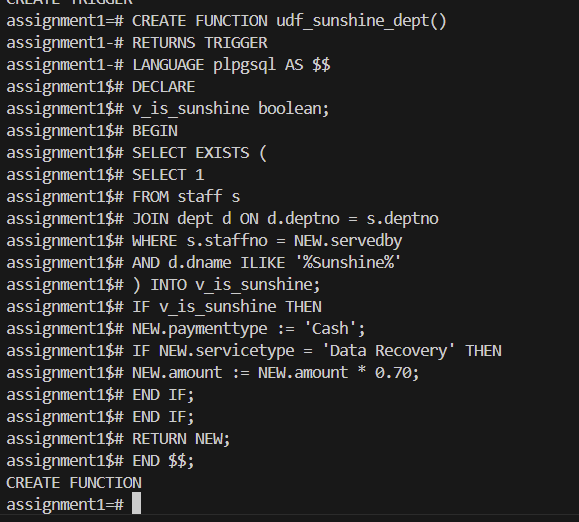 CREATE TRIGGER
assignment1=# CREATE FUNCTION udf_sunshine_dept()
assignment1-# RETURNS TRIGGER
assignment1-# LANGUAGE plpgsql AS $$
assignment1$# DECLARE
assignment1$# v_is_sunshine boolean;
assignment1$# BEGIN
assignment1$# SELECT EXISTS (
assignment1$# SELECT 1
assignment1$# FROM staff s
assignment1$# JOIN dept d ON d.deptno = s.deptno
assignment1$# WHERE s.staffno = NEW.servedby
assignment1$# AND d.dname ILIKE '%Sunshine%'
assignment1$# ) INTO v_is_sunshine;
assignment1$# IF v_is_sunshine THEN
assignment1$# NEW.paymenttype := 'Cash';
assignment1$# IF NEW.servicetype = 'Data Recovery' THEN
assignment1$# NEW.amount := NEW.amount * 0.70;
assignment1$# END IF;
assignment1$# END IF;
assignment1$# RETURN NEW;
assignment1$# END $$;
CREATE FUNCTION
assignment1=#